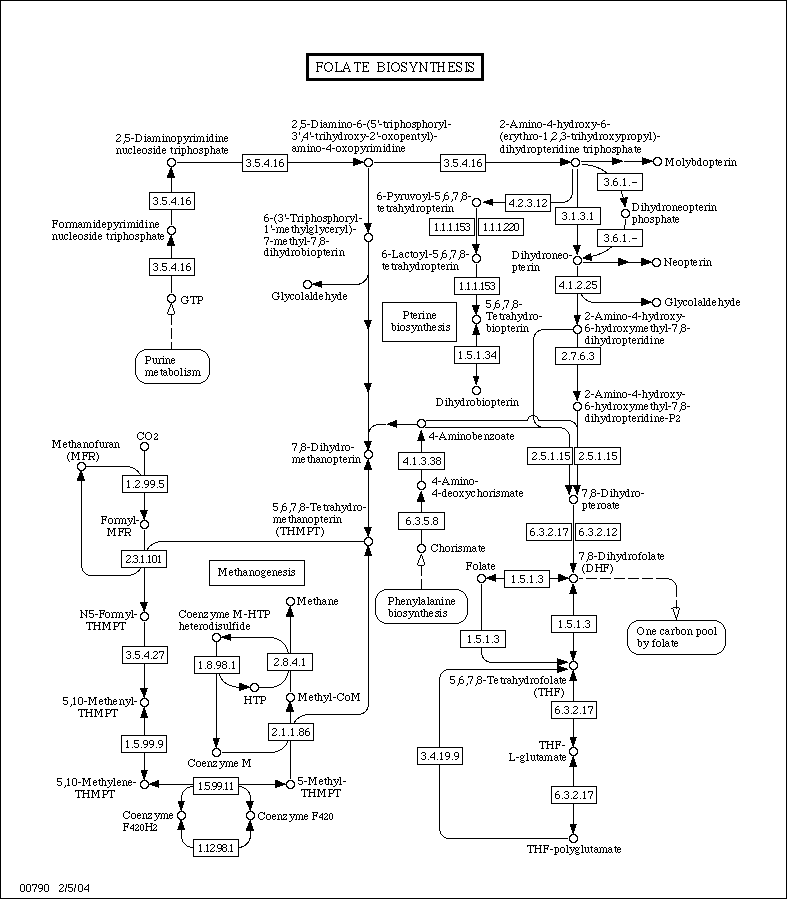 FOLATE BIOSYNTHESIS
2,5-Diaminopyrimidine
nucleoside triphosphate
2,5-Diamino-6-(5'-triphosphoryl-
3',4'-trihydroxy-2'-oxopentyl)-
amino-4-oxopyrimidine
2-Amino-4-hydroxy-6-
(erythro-1,2,3-trihydroxypropyl)-
dihydropteridine triphosphate
3.5.4.16
3.5.4.16
Molybdopterin
3.6.1.-
3.5.4.16
6-Pyruvoyl-5,6,7,8-
tetrahydropterin
4.2.3.12
3.1.3.1
Dihydroneopterin
phosphate
Formamidepyrimidine
nucleoside triphosphate
6-(3'-Triphosphoryl-
1'-methylglyceryl)-
7-methyl-7,8-
dihydrobiopterin
1.1.1.153
1.1.1.220
3.6.1.-
3.5.4.16
6-Lactoyl-5,6,7,8-
tetrahydropterin
Dihydroneo-
pterin
Neopterin
GTP
Glycolaldehyde
1.1.1.153
4.1.2.25
Glycolaldehyde
Pterine
biosynthesis
5,6,7,8-
Tetrahydro-
biopterin
2-Amino-4-hydroxy-
6-hydroxymethyl-7,8-
dihydropteridine
Purine
metabolism
1.5.1.34
2.7.6.3
Dihydrobiopterin
2-Amino-4-hydroxy-
6-hydroxymethyl-7,8-
dihydropteridine-P2
CO2
Methanofuran
(MFR)
7,8-Dihydro-
methanopterin
4-Aminobenzoate
4.1.3.38
2.5.1.15
2.5.1.15
1.2.99.5
4-Amino-
4-deoxychorismate
7,8-Dihydro-
pteroate
Formyl-
MFR
5,6,7,8-Tetrahydro-
methanopterin
(THMPT)
6.3.5.8
6.3.2.17
6.3.2.12
2.3.1.101
Chorismate
7,8-Dihydrofolate
(DHF)
Methanogenesis
Folate
1.5.1.3
Phenylalanine
biosynthesis
Methane
N5-Formyl-
THMPT
Coenzyme M-HTP
heterodisulfide
1.5.1.3
1.5.1.3
One carbon pool
by folate
3.5.4.27
1.8.98.1
2.8.4.1
HTP
Methyl-CoM
5,6,7,8-Tetrahydrofolate
(THF)
5,10-Methenyl-
THMPT
6.3.2.17
2.1.1.86
1.5.99.9
Coenzyme M
THF-
L-glutamate
3.4.19.9
5,10-Methylene-
THMPT
1.5.99.11
5-Methyl-
THMPT
6.3.2.17
Coenzyme
F420H2
Coenzyme F420
1.12.98.1
THF-polyglutamate
00790 2/5/04